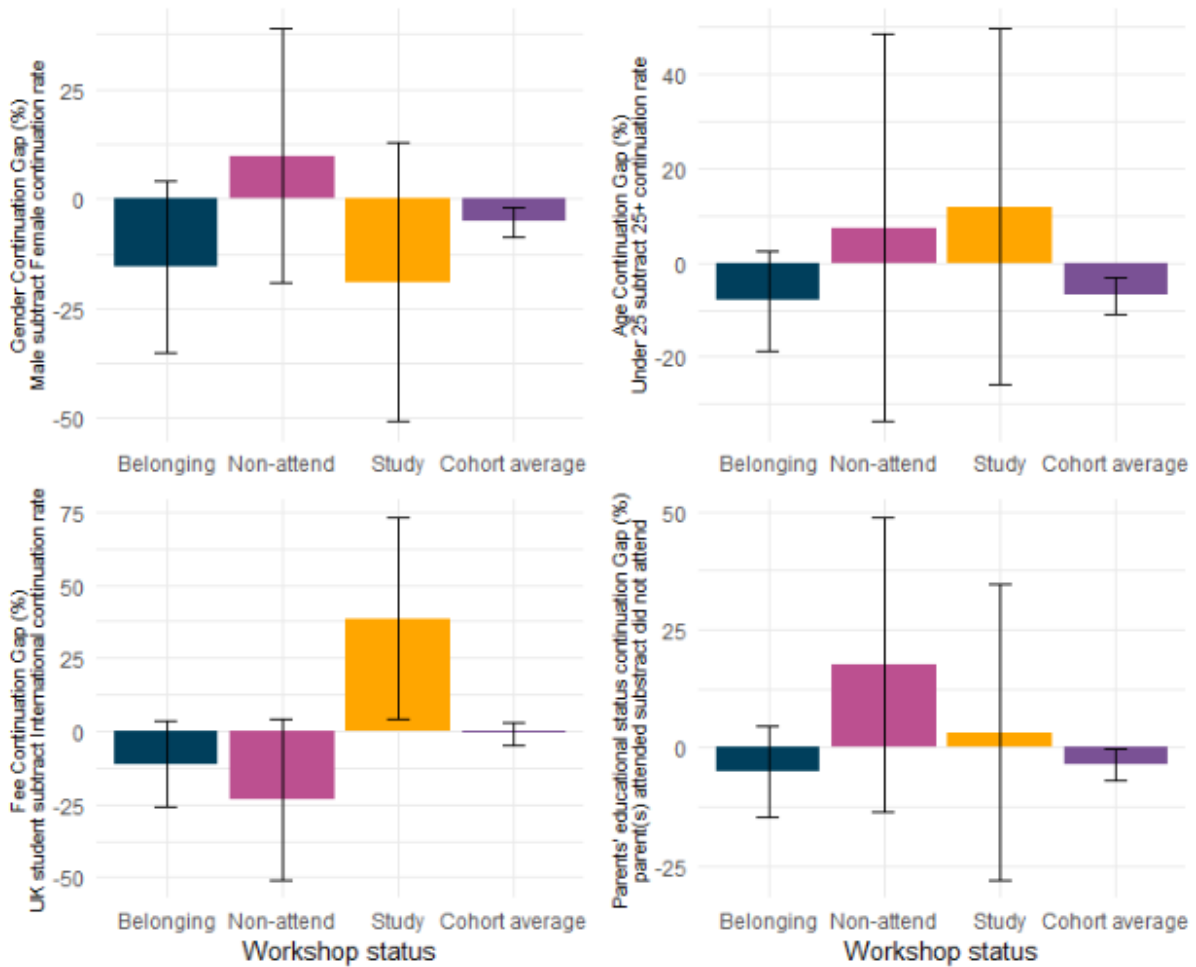 Gender Continuation Gap (%)
Male subtract Female continuation rate
25
0
-25
-50
Belonging Non-attend Study Cohort average
Age Continuation Gap (%)
Under 25 subtract 25+ continuation rate
40
20
0
-20
Belonging Non-attend Study Cohort average
Fee Continuation Gap (%)
UK student subtract International continuation rate
75
50
25
0
-25
-50
Belonging Non-attend Study Cohort average
Workshop status
Parents' educational status continuation Gap (%)
parent(s) attended substract did not attend
50
25
0
-25
Belonging Non-attend Study Cohort average
Workshop status